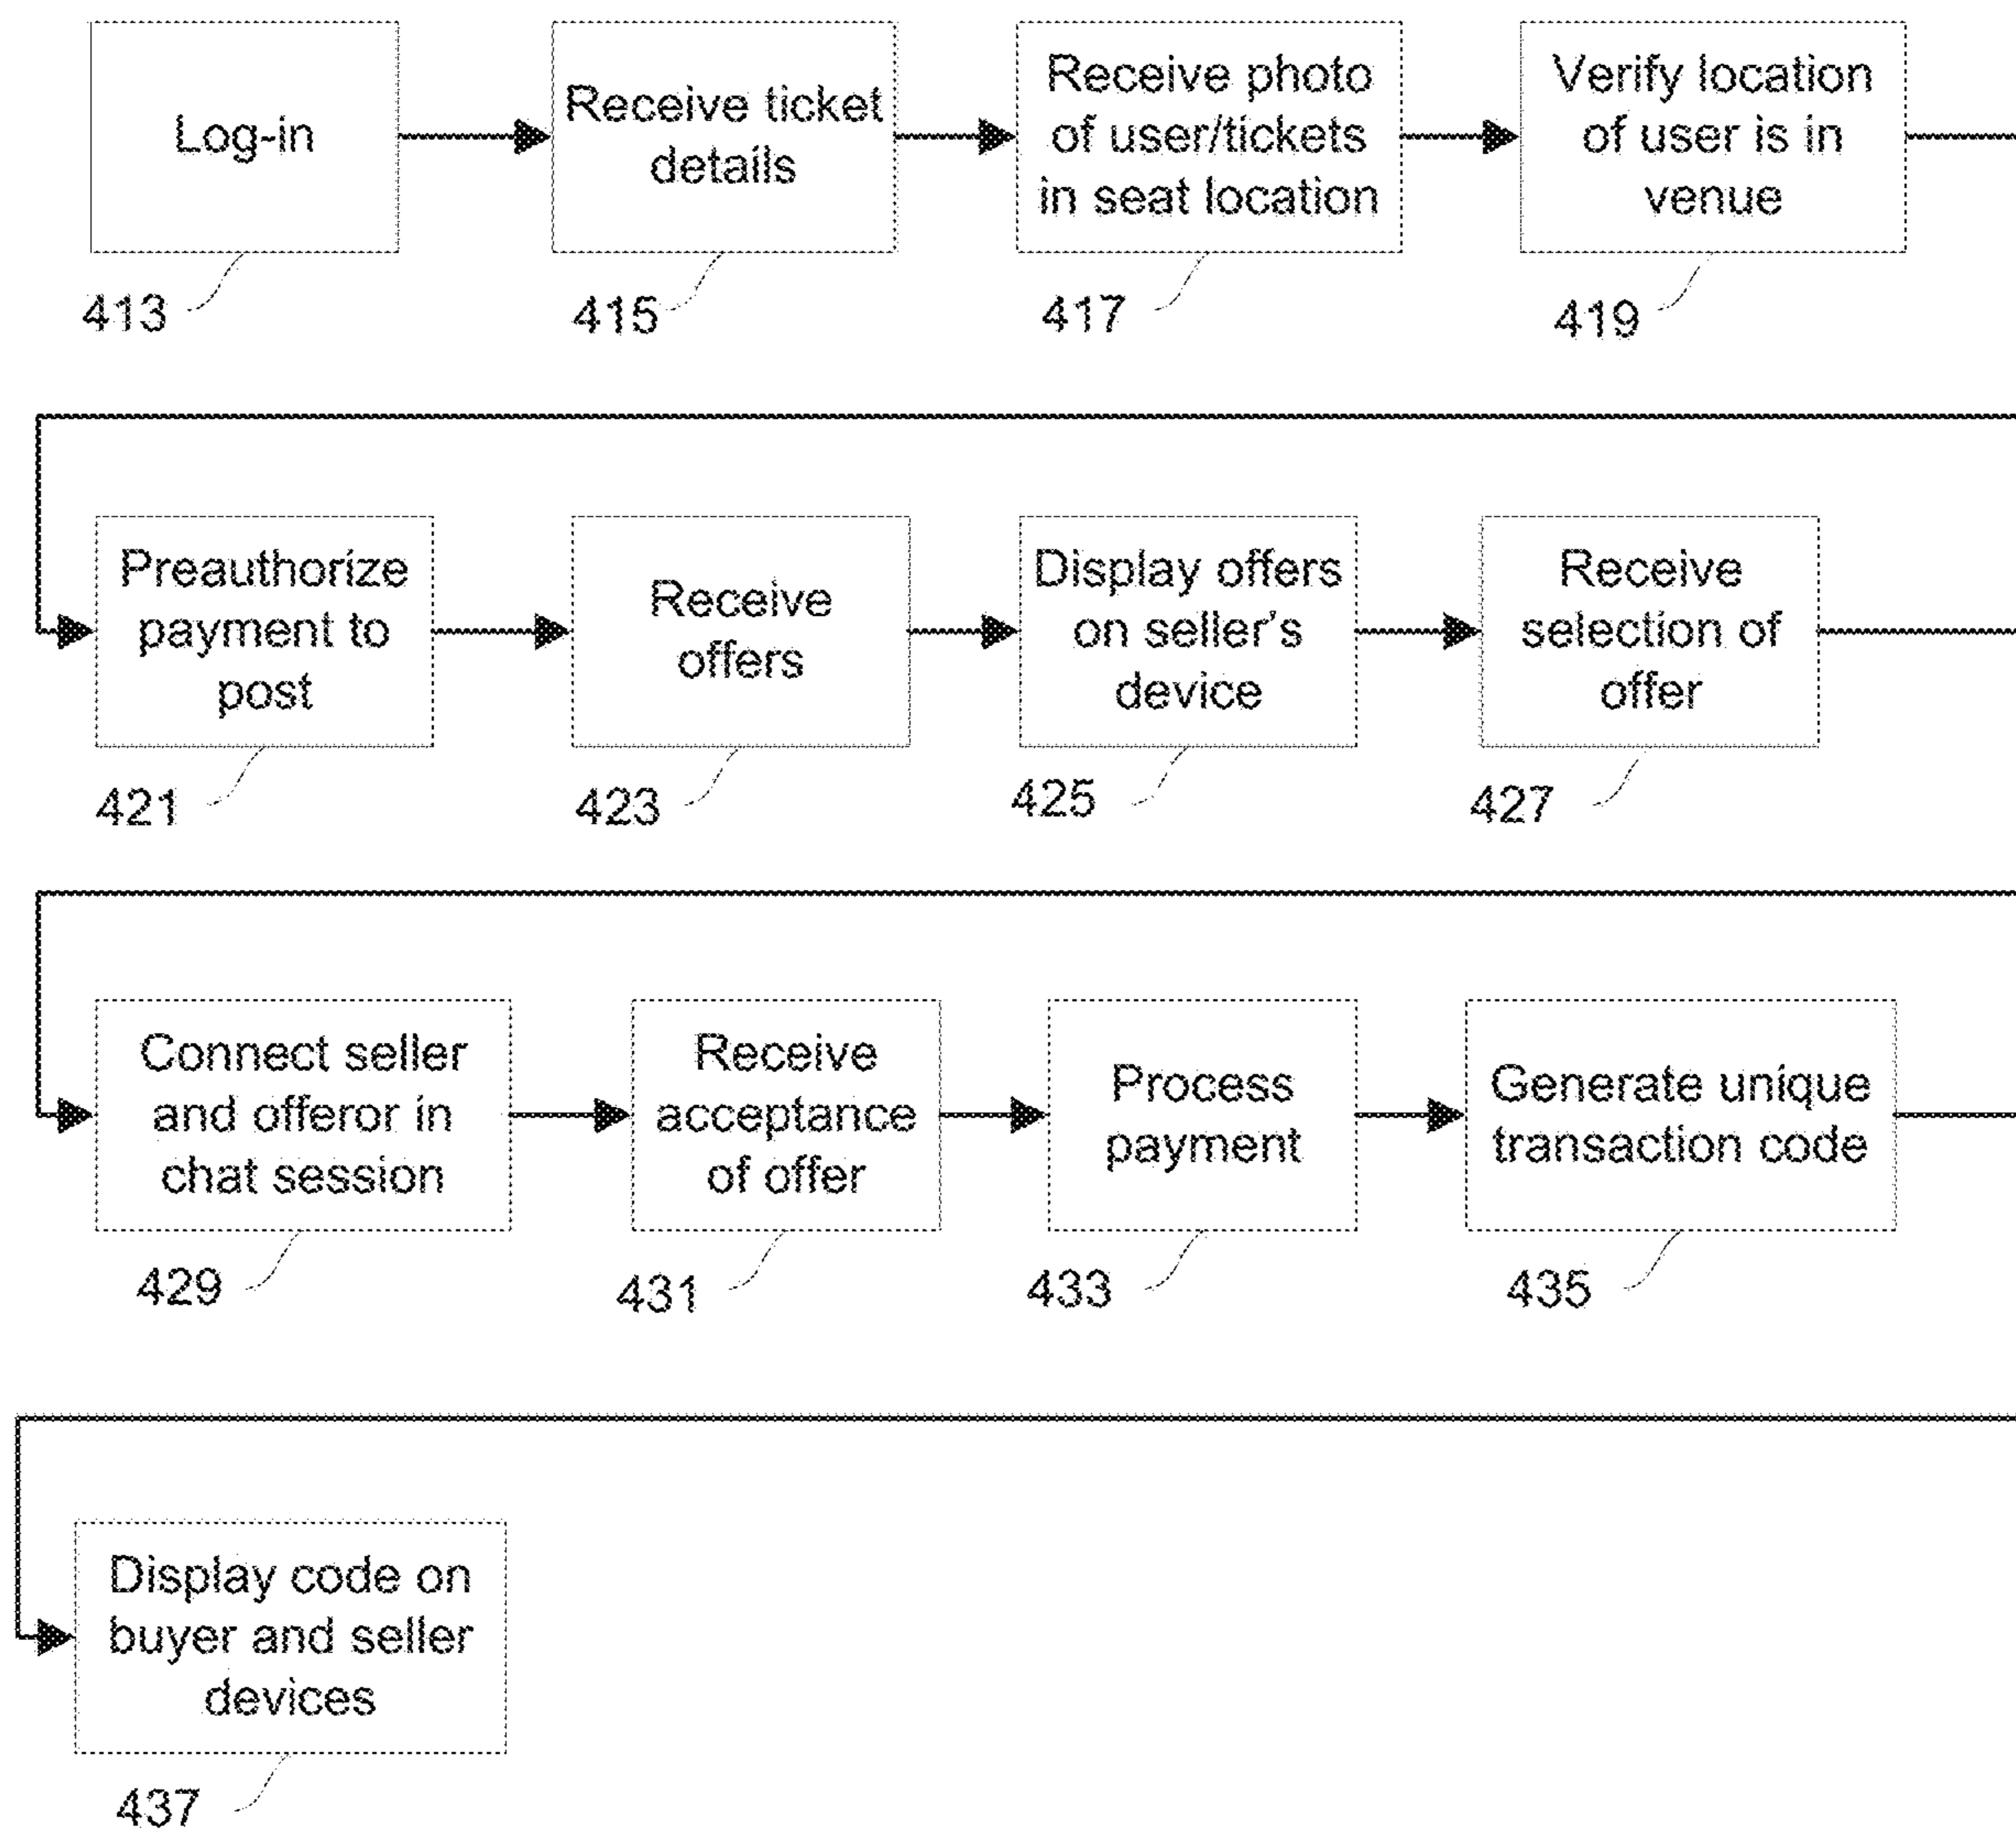 Log-in
Receive ticket
details
Receive photo
of user/tickets
in seat location
Verify location
of user is in
venue
413
415
417
419
Preauthorize
payment to
post
Receive
offers
Display offers
on seller's
device
Receive
selection of
offer
421
423
425
427
Connect seller
and offeror in
chat session
Receive
acceptance
of offer
Process
payment
Generate unique
transaction code
429
431
433
435
Display code on
buyer and seller
devices
437